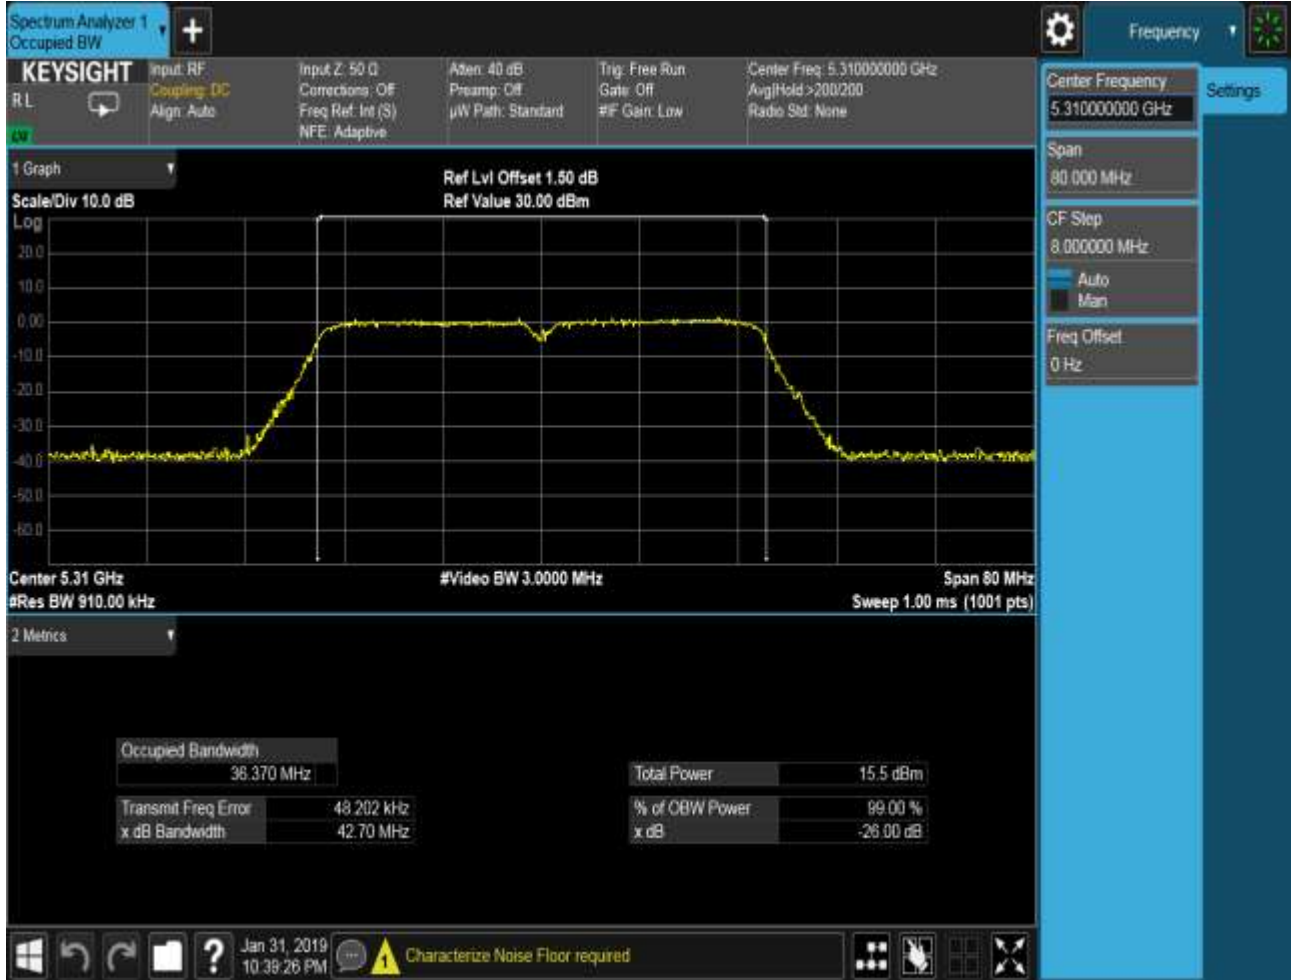 Spectrum Analyzer 1
Occupied BW
Frequency
KEYSIGHT
RL
Input: RF
Coupling: DC
Align: Auto
Input Z: 50 Ω
Corrections: Off
Freq Ref: Int (S)
NFE: Adaptive
Atten: 40 dB
Preamp: Off
µW Path: Standard
Trig: Free Run
Gate: Off
#IF Gain: Low
Center Freq: 5.310000000 GHz
Avg|Hold:>200/200
Radio Std: None
Center Frequency
5.310000000 GHz
Settings
Span
80.000 MHz
CF Step
8.000000 MHz
Auto
Man
Freq Offset
0 Hz
1 Graph
Scale/Div 10.0 dB
Ref Lvl Offset 1.50 dB
Ref Value 30.00 dBm
Log
20.0
10.0
0.00
-10.0
-20.0
-30.0
-40.0
-50.0
-60.0
Center 5.31 GHz
#Video BW 3.0000 MHz
Span 80 MHz
#Res BW 910.00 kHz
Sweep 1.00 ms (1001 pts)
2 Metrics
Occupied Bandwidth
36.370 MHz
Total Power 15.5 dBm
Transmit Freq Error 48.202 kHz
% of OBW Power 99.00 %
x dB Bandwidth 42.70 MHz
x dB -26.00 dB
Jan 31, 2019
10:39:26 PM
1
Characterize Noise Floor required